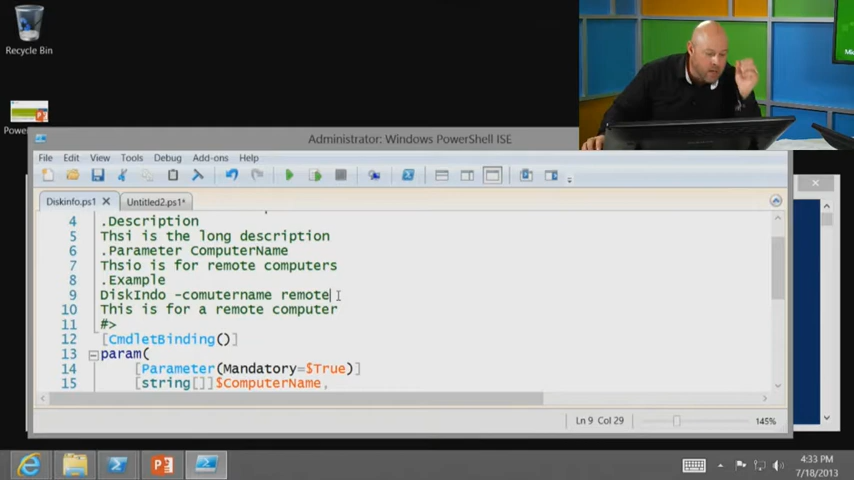 Recycle Bin
Mic
Administrator: Windows PowerShell ISE
File Edit View Tools Debug Add-ons Help
Diskinfo.ps1 Untitled2.ps1*
4 .Description
5 Thsi is the long description
6 .Parameter ComputerName
7 Thsio is for remote computers
8 .Example
9 DiskIndo -comutername remote
10 This is for a remote computer
11 #>
12 [CmdletBinding()]
13 param(
14 [Parameter(Mandatory=$True)]
15 [string[]]$ComputerName,
Ln 9 Col 29 145%
4:33 PM
7/18/2013